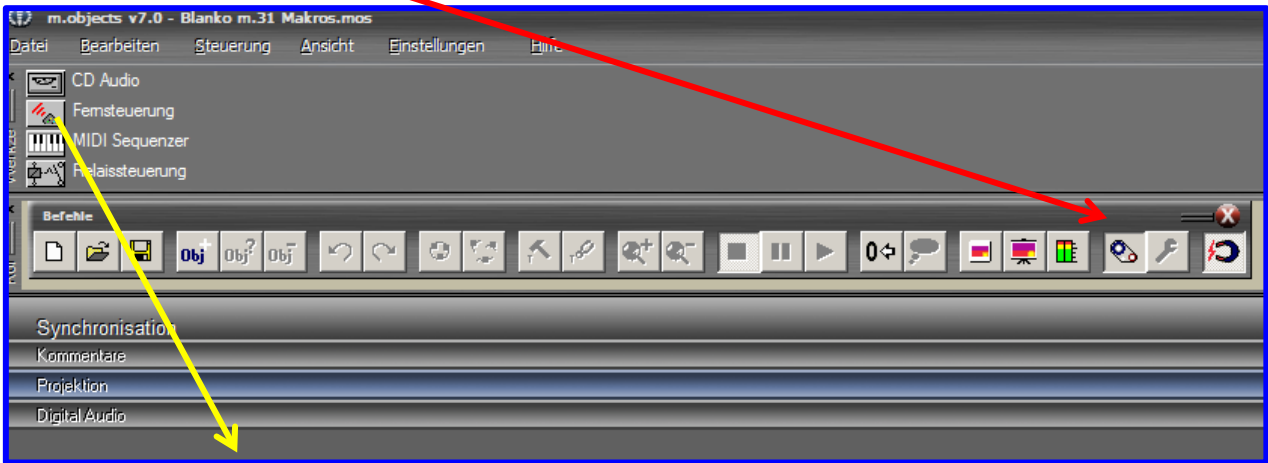 m.objects v7.0 - Blanko m.31 Makros.mos
Datei Bearbeiten Steuerung Ansicht Einstellungen Hilfe
CD Audio
Fernsteuerung
MIDI Sequenzer
Relaissteuerung
Befehle
Obj+ Obj? Obj- 0
Synchronisation
Kommentare
Projektion
Digital Audio